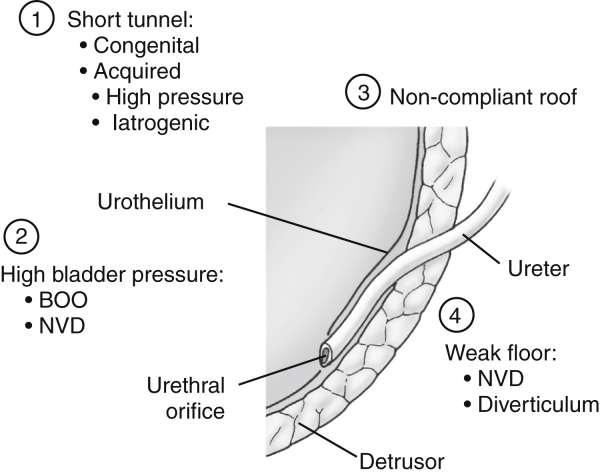 1 Short tunnel:
• Congenital
• Acquired
• High pressure
• Iatrogenic
3 Non-compliant roof
Urothelium
2
High bladder pressure:
• BOO
• NVD
Ureter
4
Weak floor:
• NVD
• Diverticulum
Urethral
orifice
Detrusor